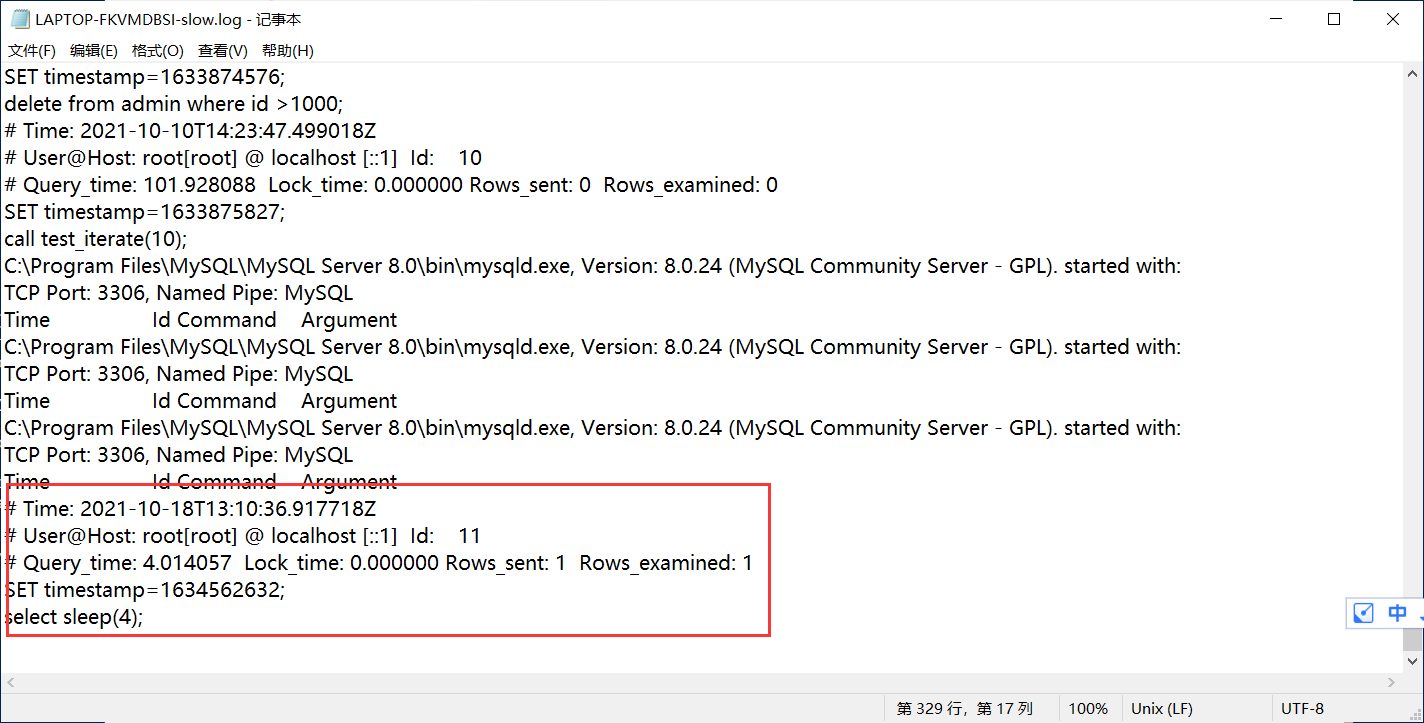 LAPTOP-FKVMDBSI-slow.log - 记事本
文件(F) 编辑(E) 格式(O) 查看(V) 帮助(H)
SET timestamp=1633874576;
delete from admin where id >1000;
# Time: 2021-10-10T14:23:47.499018Z
# User@Host: root[root] @ localhost [::1]  Id:    10
# Query_time: 101.928088  Lock_time: 0.000000 Rows_sent: 0  Rows_examined: 0
SET timestamp=1633875827;
call test_iterate(10);
C:\Program Files\MySQL\MySQL Server 8.0\bin\mysqld.exe, Version: 8.0.24 (MySQL Community Server - GPL). started with:
TCP Port: 3306, Named Pipe: MySQL
Time                 Id Command    Argument
C:\Program Files\MySQL\MySQL Server 8.0\bin\mysqld.exe, Version: 8.0.24 (MySQL Community Server - GPL). started with:
TCP Port: 3306, Named Pipe: MySQL
Time                 Id Command    Argument
C:\Program Files\MySQL\MySQL Server 8.0\bin\mysqld.exe, Version: 8.0.24 (MySQL Community Server - GPL). started with:
TCP Port: 3306, Named Pipe: MySQL
Time                 Id Command    Argument
# Time: 2021-10-18T13:10:36.917718Z
# User@Host: root[root] @ localhost [::1]  Id:    11
# Query_time: 4.014057  Lock_time: 0.000000 Rows_sent: 1  Rows_examined: 1
SET timestamp=1634562632;
select sleep(4);
中
第 329 行，第 17 列 100% Unix (LF) UTF-8